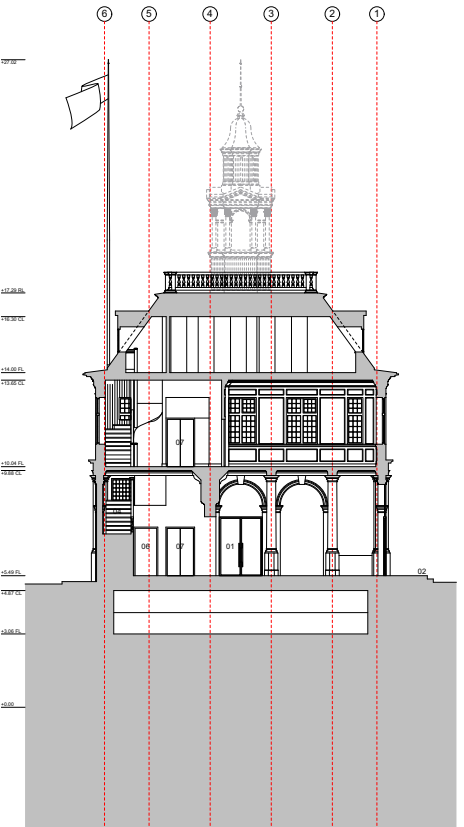 6 5 4 3 2 1
+27.02
+17.29 RL
+16.30 CL
+14.00 FL
+13.65 CL
07
+10.04 FL
+9.88 CL
06 07 01
+5.49 FL
02
+4.87 CL
+3.06 FL
+0.00